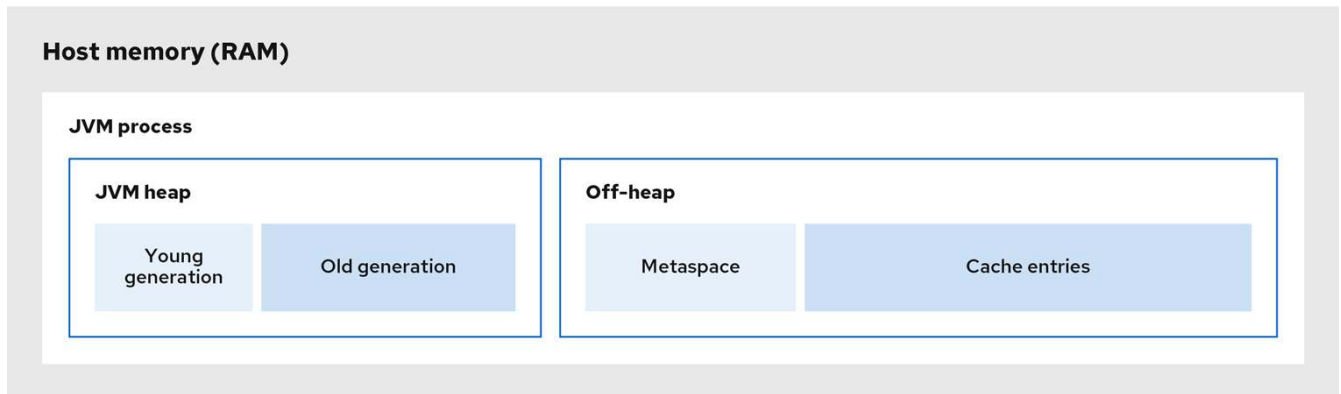 Host memory (RAM)
JVM process
JVM heap
Off-heap
Young
generation
Old generation
Metaspace
Cache entries